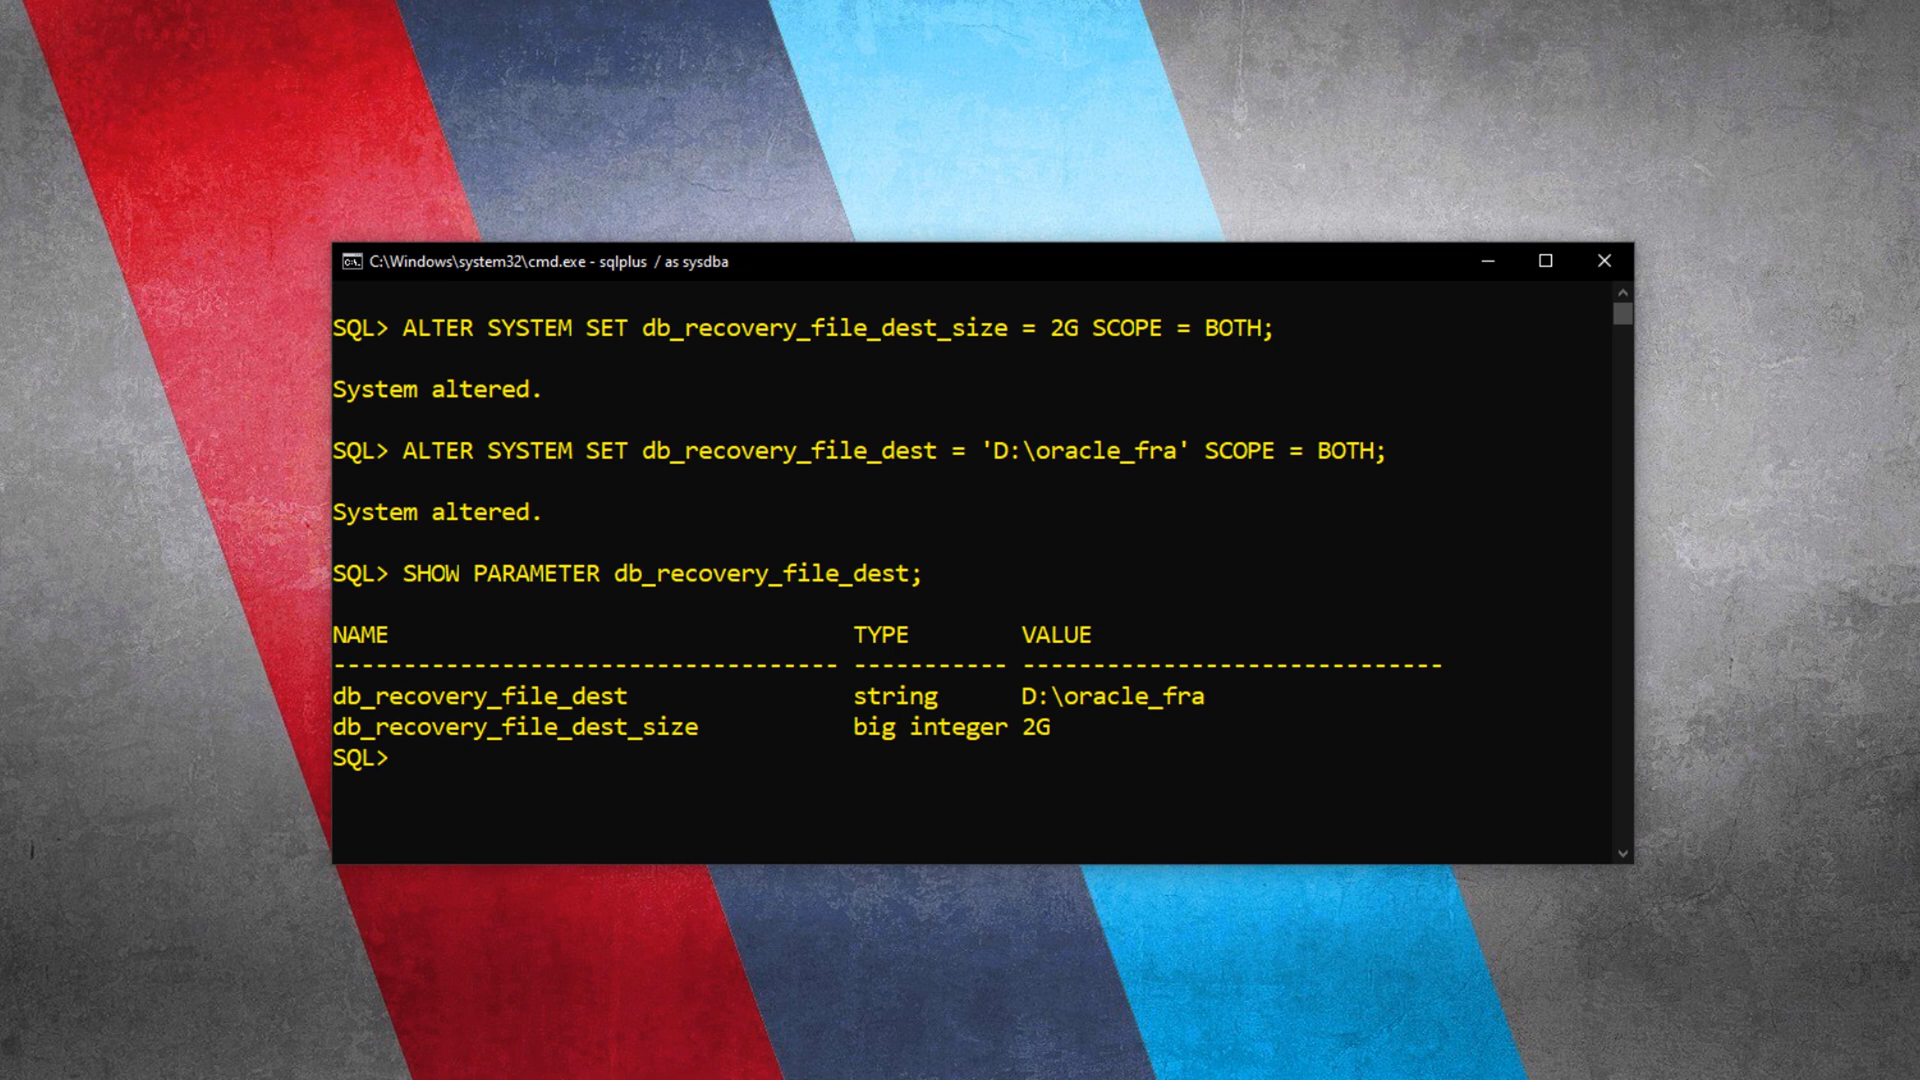 C:\Windows\system32\cmd.exe - sqlplus / as sysdba
SQL> ALTER SYSTEM SET db_recovery_file_dest_size = 2G SCOPE = BOTH;
System altered.
SQL> ALTER SYSTEM SET db_recovery_file_dest = 'D:\oracle_fra' SCOPE = BOTH;
System altered.
SQL> SHOW PARAMETER db_recovery_file_dest;
NAME                                 TYPE        VALUE
------------------------------------ ----------- ------------------------------
db_recovery_file_dest                string      D:\oracle_fra
db_recovery_file_dest_size           big integer 2G
SQL>